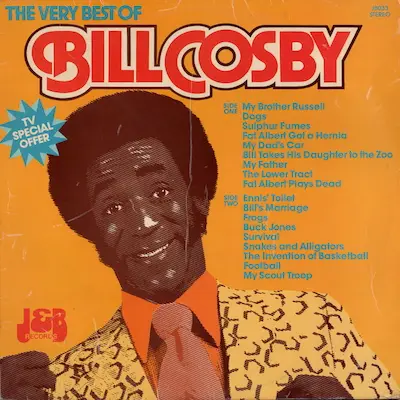 THE VERY BEST OF
BILL COSBY
STEREO
TV
SPECIAL
OFFER
SIDE ONE
My Brother Russell
Dogs
Sulphur Fumes
Fat Albert Got a Hernia
My Dad's Car
Bill Takes His Daughter to the Zoo
My Father
The Lower Tract
Fat Albert Plays Dead
SIDE TWO
Ennis' Toilet
Bill's Marriage
Frogs
Buck Jones
Survival
Snakes and Alligators
The Invention of Basketball
Football
My Scout Troop
J&B
RECORDS